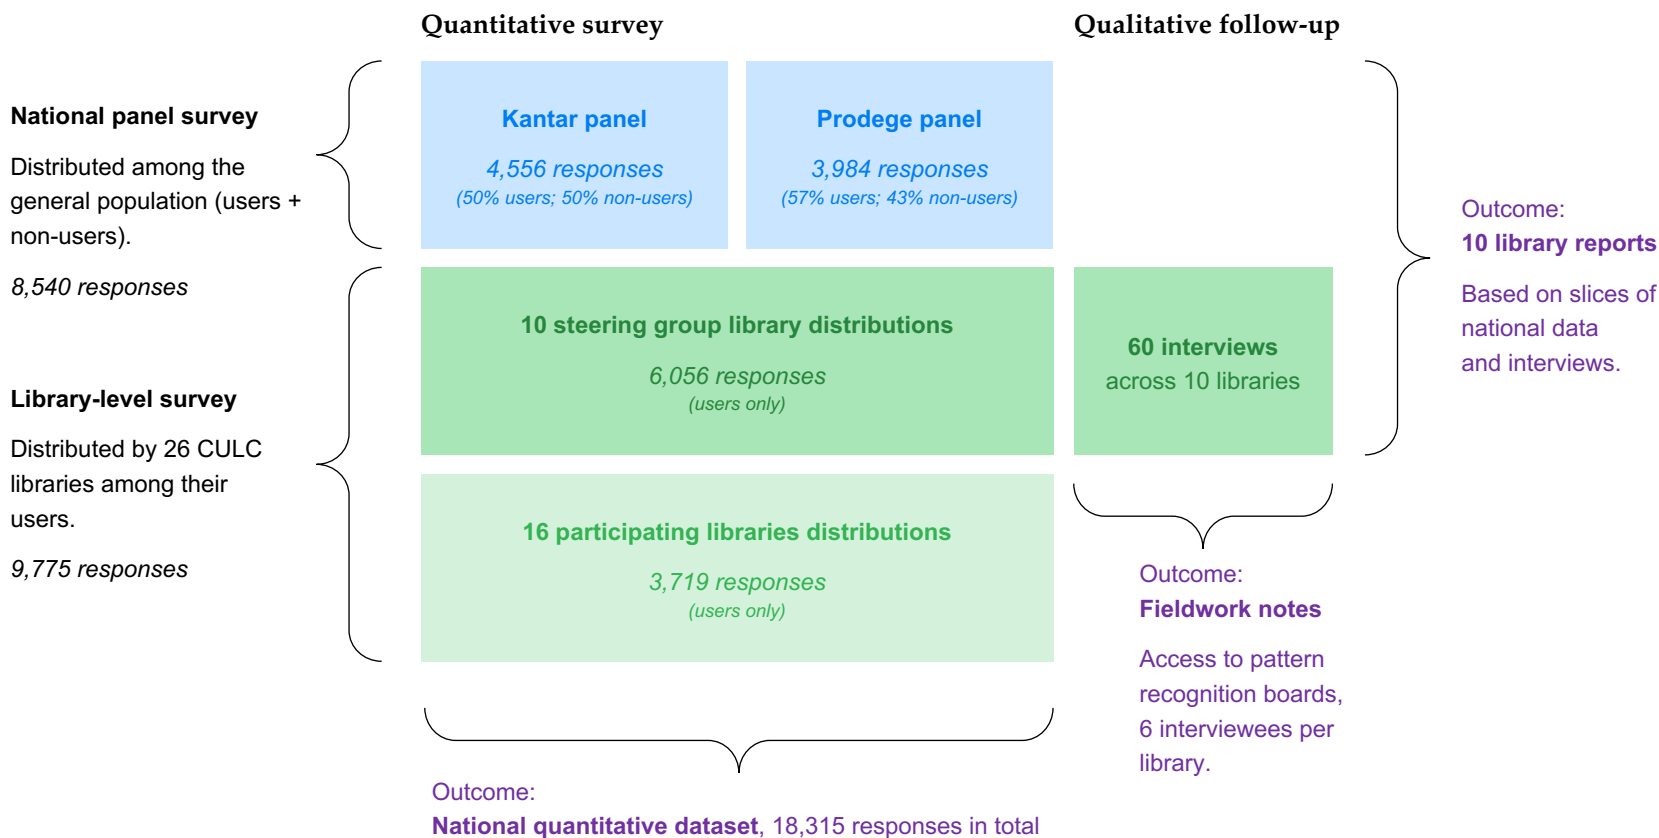 Quantitative survey
Qualitative follow-up
National panel survey
Distributed among the
general population (users +
non-users).
8,540 responses
Kantar panel
4,556 responses
(50% users; 50% non-users)
Prodege panel
3,984 responses
(57% users; 43% non-users)
Library-level survey
Distributed by 26 CULC
libraries among their
users.
9,775 responses
10 steering group library distributions
6,056 responses
(users only)
60 interviews
across 10 libraries
16 participating libraries distributions
3,719 responses
(users only)
Outcome:
10 library reports
Based on slices of
national data
and interviews.
Outcome:
Fieldwork notes
Access to pattern
recognition boards,
6 interviewees per
library.
Outcome:
National quantitative dataset, 18,315 responses in total